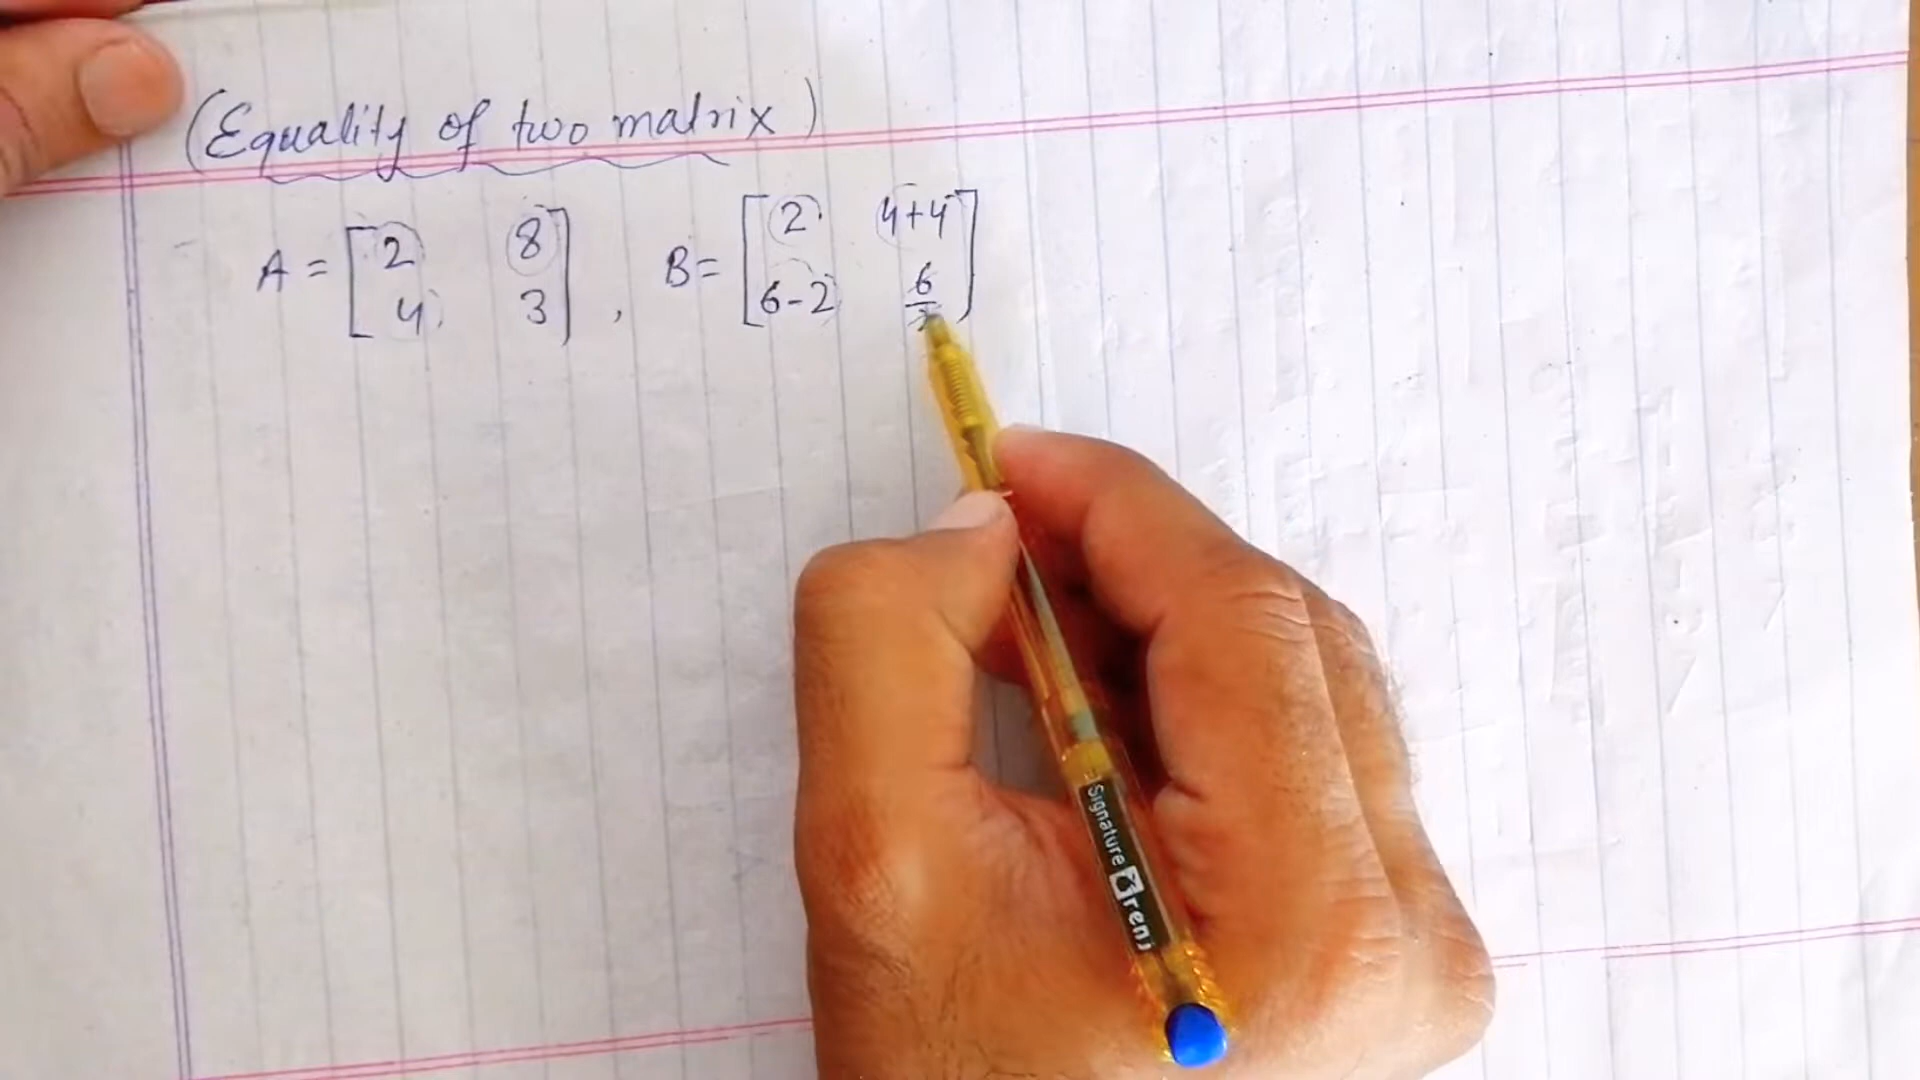 (Equality of two matrix)
A = [2 8
4 3], B = [2 4+4
6-2 6/]
Signature